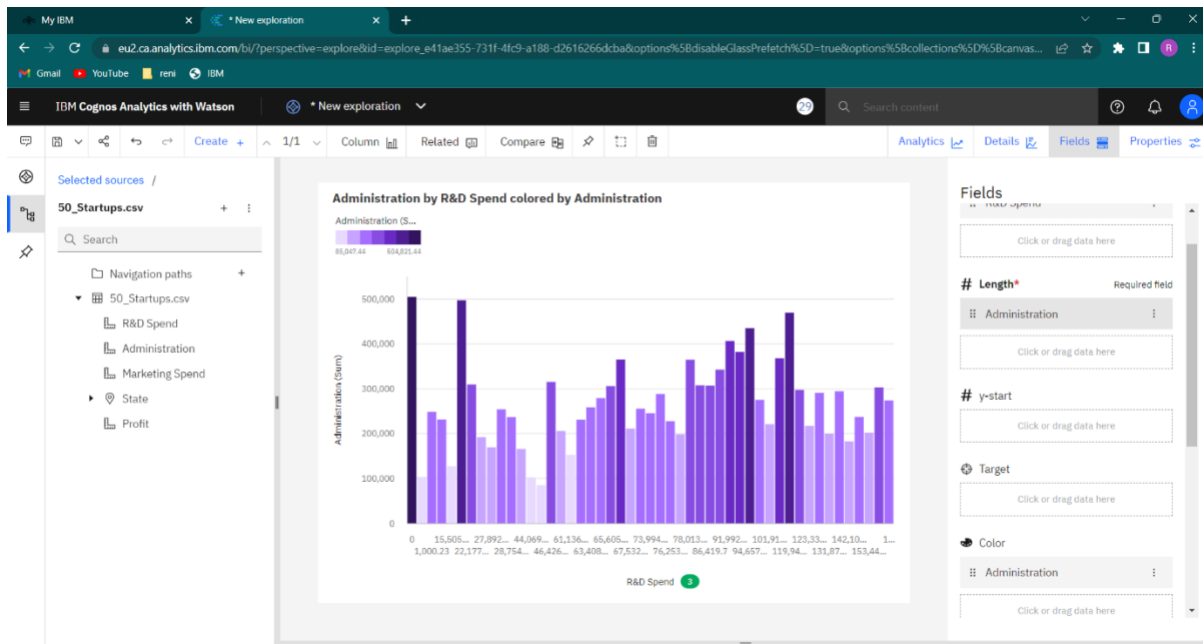 My IBM
* New exploration
eu2.ca.analytics.ibm.com/bi/?perspective=explore&id=explore_e41ae355-731f-4fc9-a188-d2616266dcba&options%5BdisableGlassPrefetch%5D=true&options%5Bcollections%5D%5Bcanvas...
R
Gmail YouTube reni IBM
IBM Cognos Analytics with Watson * New exploration 29 Search content
Create + 1/1 Column Related Compare Analytics Details Fields Properties
Selected sources /
50_Startups.csv
Search
Navigation paths
50_Startups.csv
R&D Spend
Administration
Marketing Spend
State
Profit
Administration by R&D Spend colored by Administration
Administration (S...
85,047.44 504,821.44
Administration (Sum)
500,000
400,000
300,000
200,000
100,000
0
0 15,505... 27,892... 44,069... 61,136... 65,605... 73,994... 78,013... 91,992... 101,91... 123,33... 142,10... 1...
1,000.23 22,177... 28,754... 46,426... 63,408... 67,532... 76,253... 86,419.7 94,657... 119,94... 131,87... 153,44...
R&D Spend 3
Fields
R&D Spend
Click or drag data here
# Length* Required field
Administration
Click or drag data here
# y-start
Click or drag data here
Target
Click or drag data here
Color
Administration
Click or drag data here